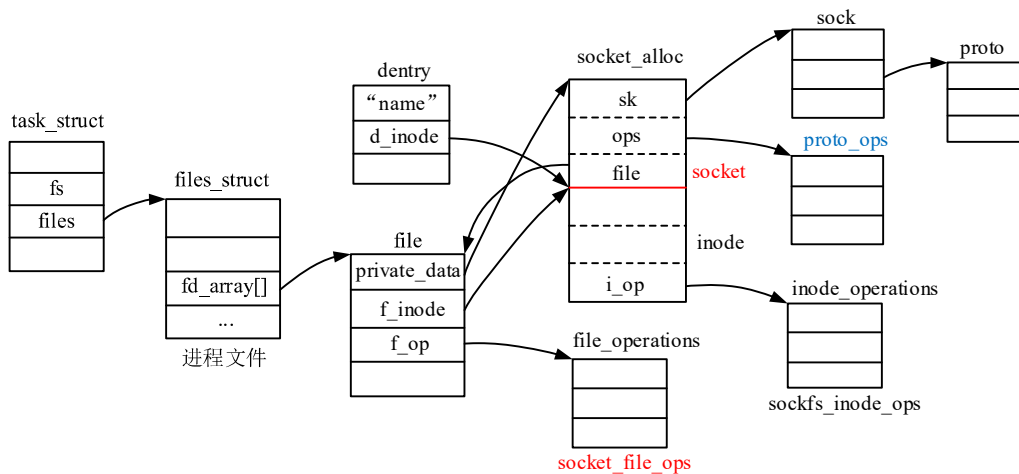 task_struct
fs
files
files_struct
fd_array[]
...
进程文件
dentry
“name”
d_inode
file
private_data
f_inode
f_op
socket_alloc
sk
ops
file
socket
inode
i_op
sock
proto
proto_ops
inode_operations
sockfs_inode_ops
file_operations
socket_file_ops